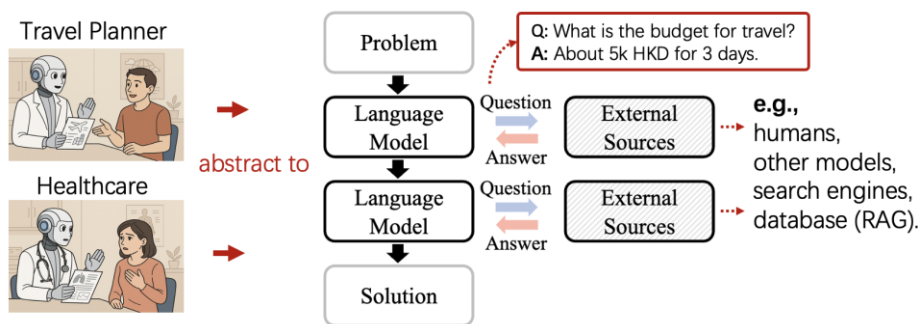 Travel Planner
Healthcare
abstract to
Problem
Language
Model
Language
Model
Solution
Q: What is the budget for travel?
A: About 5k HKD for 3 days.
Question
Answer
External
Sources
Question
Answer
External
Sources
e.g.,
humans,
other models,
search engines,
database (RAG).